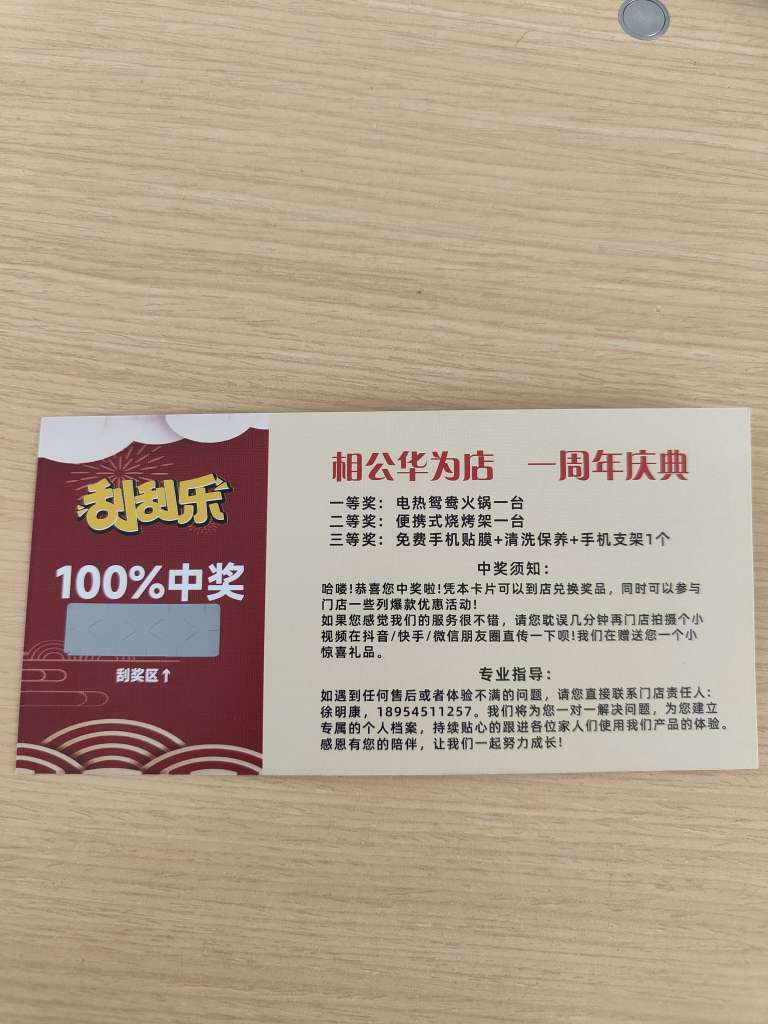 刮刮乐
100%中奖
刮奖区↑
相公华为店 一周年庆典
一等奖：电热鸳鸯火锅一台
二等奖：便携式烧烤架一台
三等奖：免费手机贴膜+清洗保养+手机支架1个
中奖须知：
哈喽!恭喜您中奖啦!凭本卡片可以到店兑换奖品，同时可以参与
门店一些列爆款优惠活动!
如果您感觉我们的服务很不错，请您耽误几分钟再门店拍摄个小
视频在抖音/快手/微信朋友圈宣传一下呗!我们在赠送您一个小
惊喜礼品。
专业指导：
如遇到任何售后或者体验不满的问题，请您直接联系门店责任人：
徐明康，18954511257。我们将为您一对一解决问题，为您建立
专属的个人档案，持续贴心的跟进各位家人们使用我们产品的体验。
感恩有您的陪伴，让我们一起努力成长!